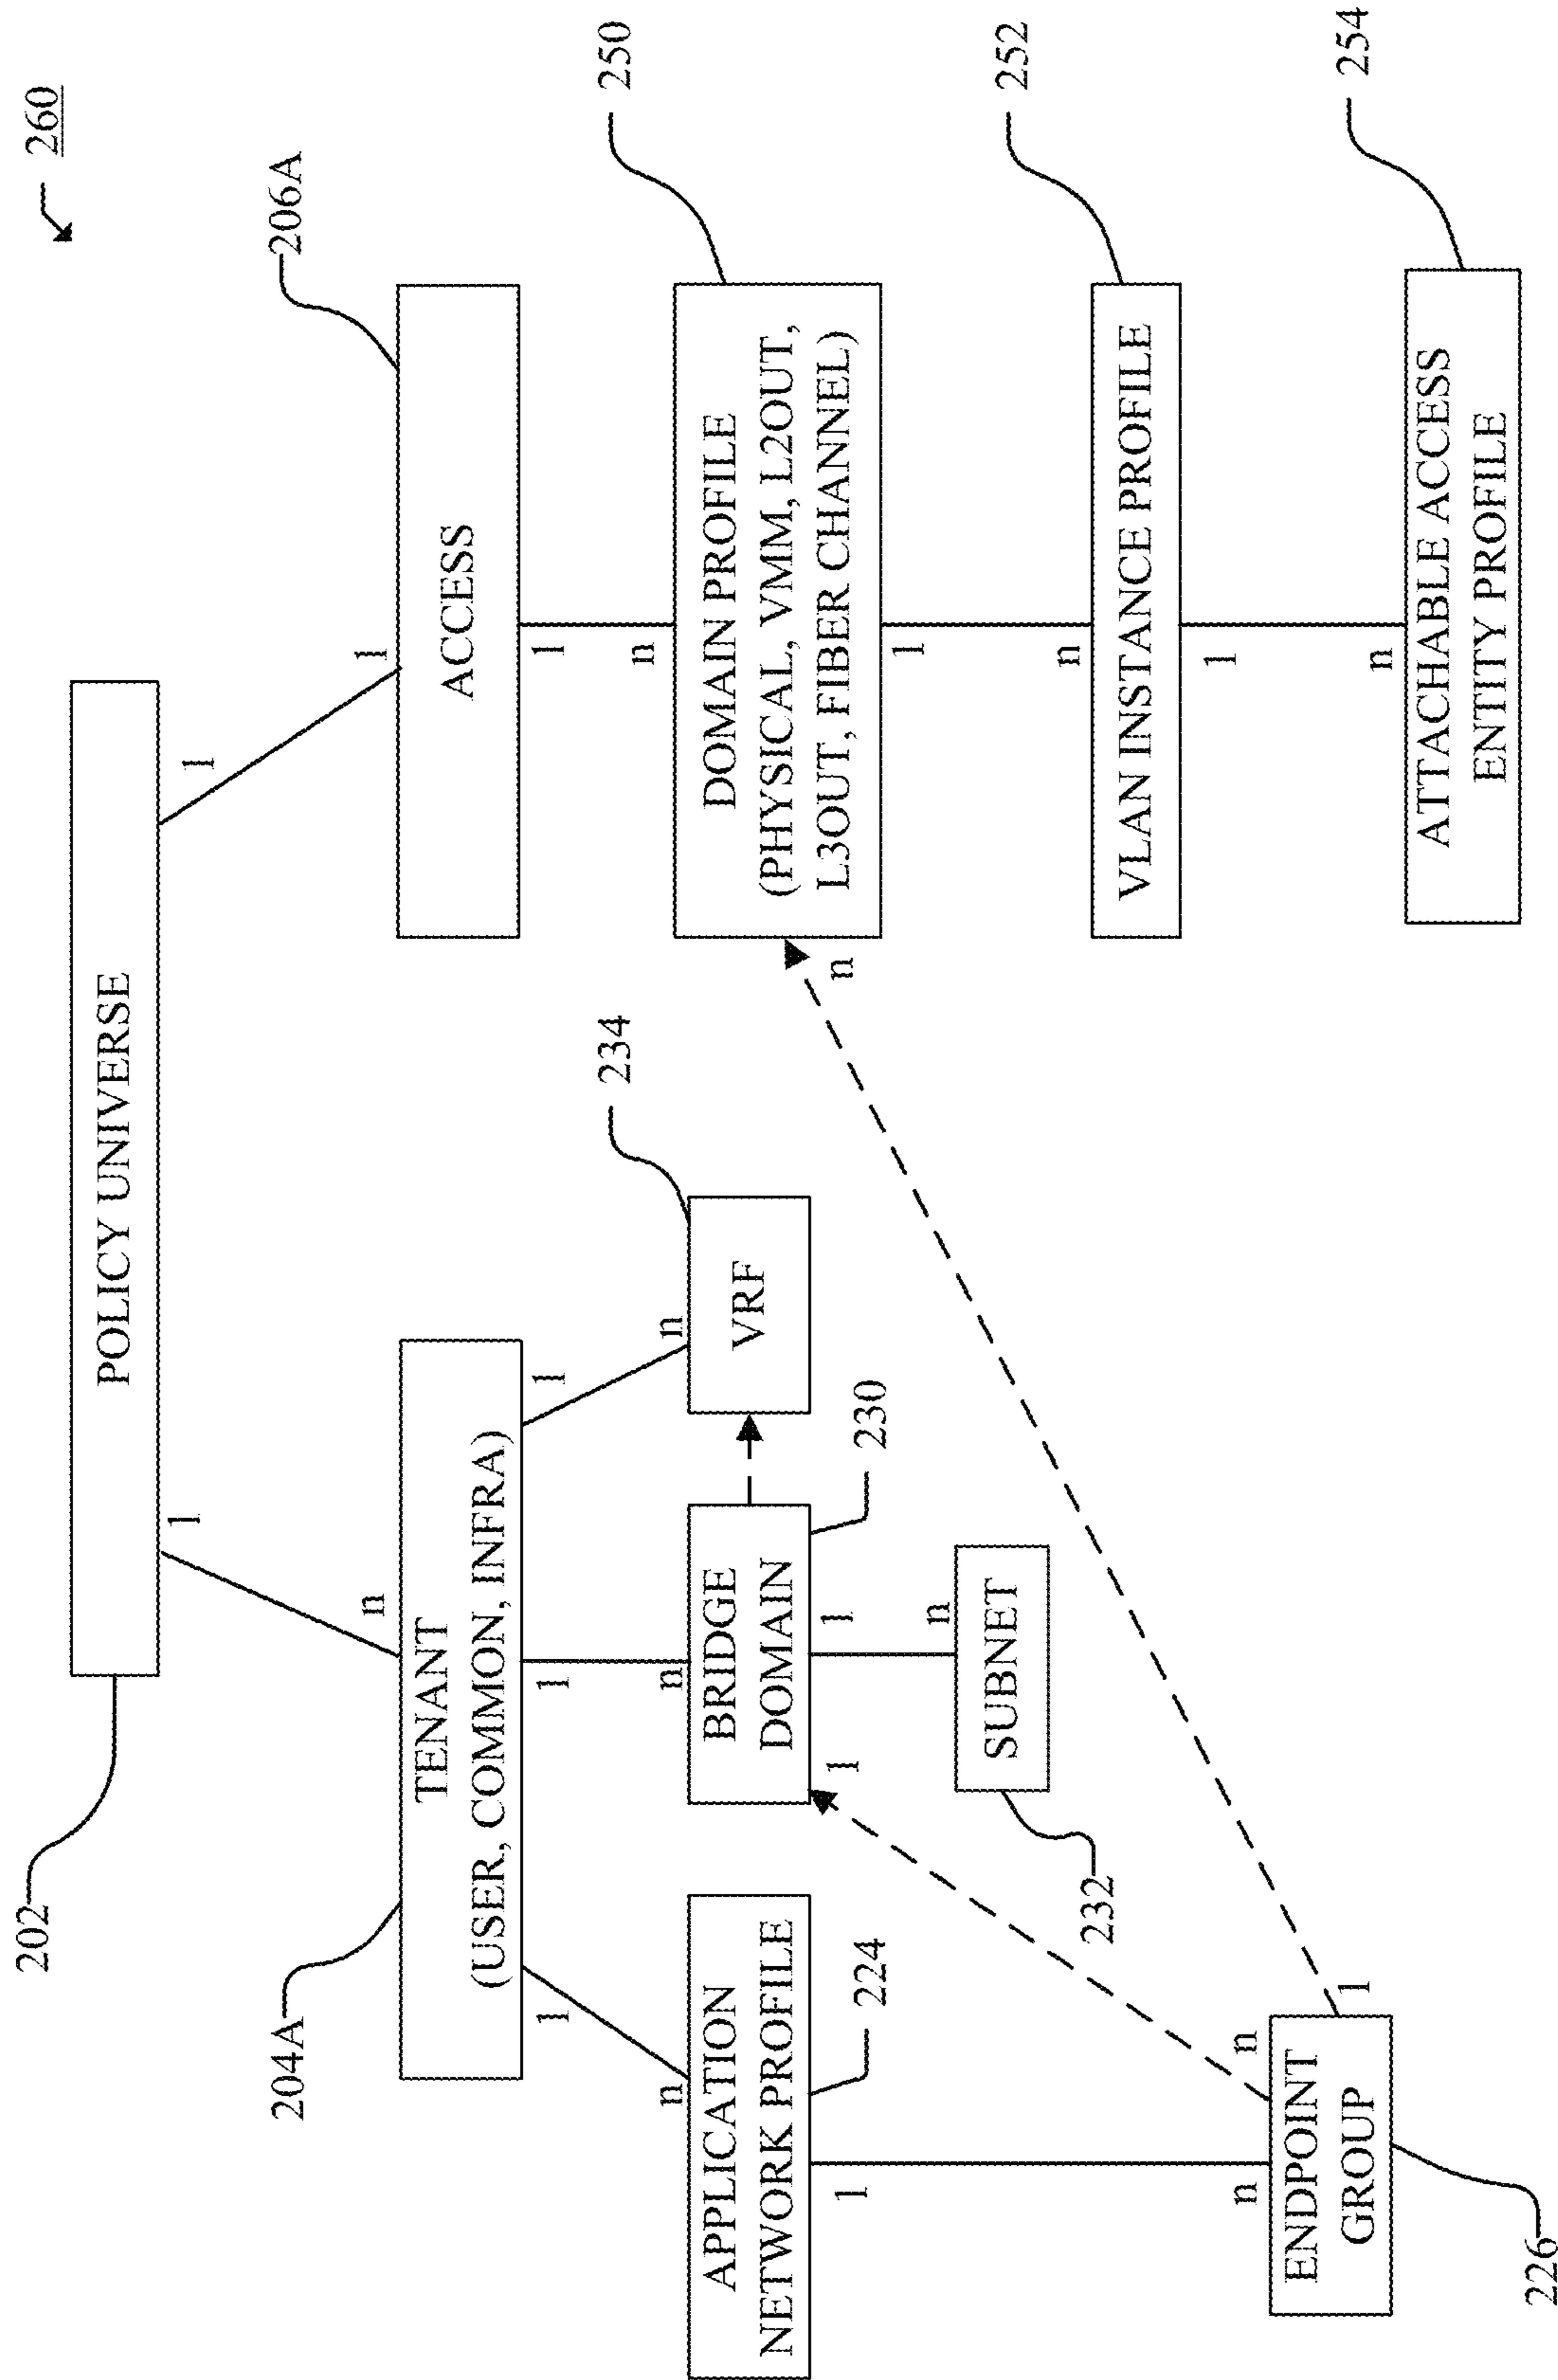 260
202
POLICY UNIVERSE
1
1
n
1
204A
TENANT
(USER, COMMON, INFRA)
206A
ACCESS
1
1
1
1
n
n
n
n
APPLICATION
NETWORK PROFILE
224
BRIDGE
DOMAIN
230
VRF
234
DOMAIN PROFILE
(PHYSICAL, VMM, L2OUT,
L3OUT, FIBER CHANNEL)
250
1
1
1
n
1
n
SUBNET
232
n
VLAN INSTANCE PROFILE
252
1
n
n
1
n
ENDPOINT
GROUP
226
ATTACHABLE ACCESS
ENTITY PROFILE
254